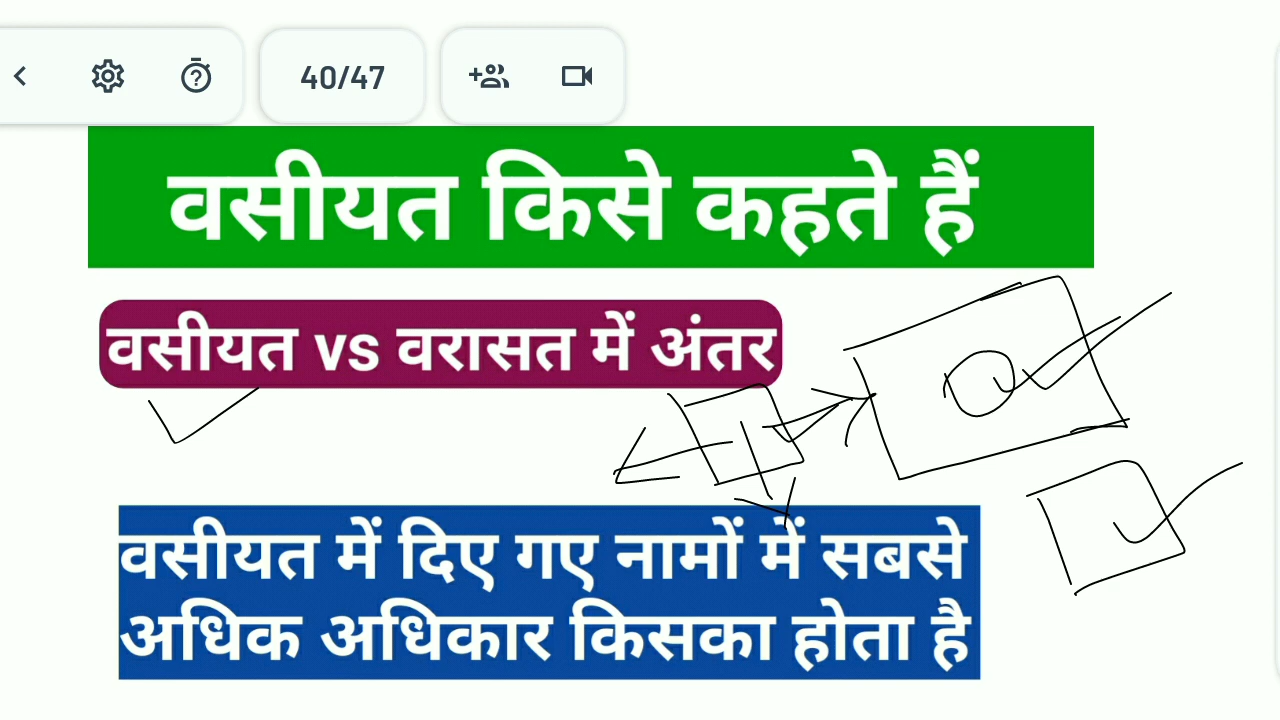 40/47
वसीयत किसे कहते हैं
वसीयत vs वरासत में अंतर
वसीयत में दिए गए नामों में सबसे
अधिक अधिकार किसका होता है